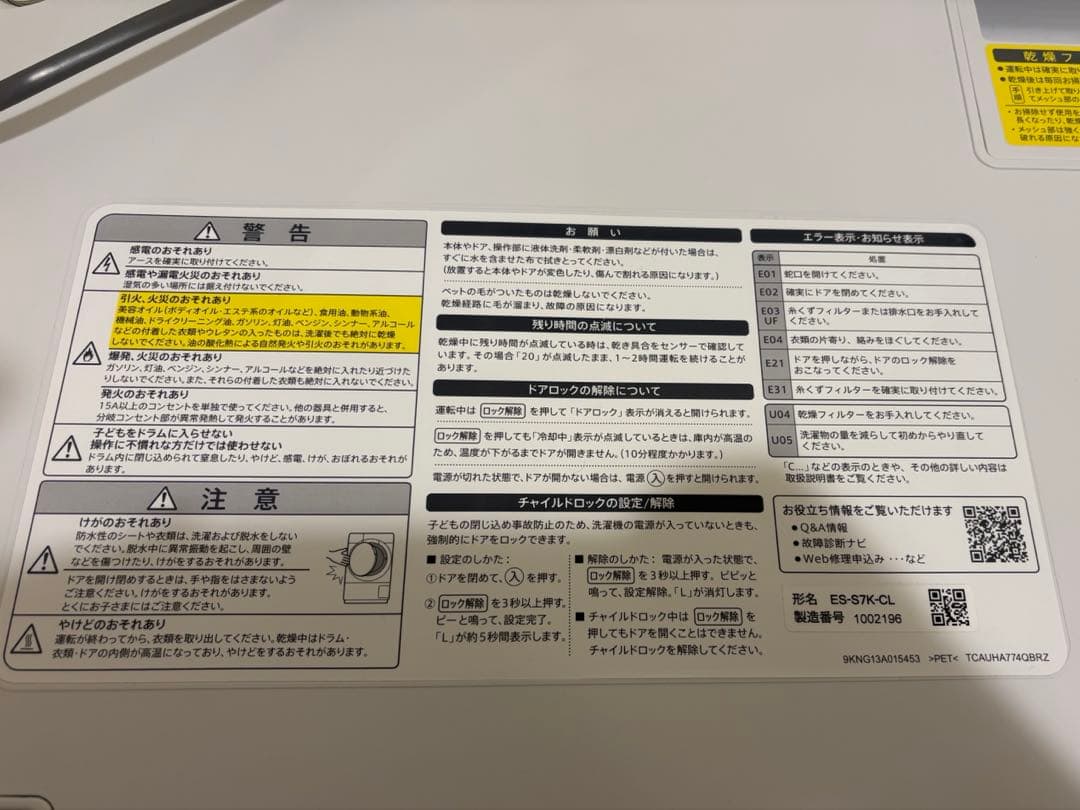 警告
感電のおそれあり
アースを確実に取り付けてください。
感電や漏電火災のおそれあり
湿気の多い場所には据え付けないでください。
引火、火災のおそれあり
美容オイル(ボディオイル・エステ系のオイルなど)、食用油、動物系油、
機械油、ドライクリーニング油、ガソリン、灯油、ベンジン、シンナー、アルコール
などの付着した衣類やウレタンの入ったものは、洗濯後でも絶対に乾燥
しないでください。油の酸化熱による自然発火や引火のおそれがあります。
爆発、火災のおそれあり
ガソリン、灯油、ベンジン、シンナー、アルコールなどを絶対に入れたり近づけた
りしないでください。また、それらの付着した衣類も絶対に入れないでください。
発火のおそれあり
15A以上のコンセントを単独で使ってください。他の器具と併用すると、
分岐コンセント部が異常発熱して発火することがあります。
子どもをドラムに入らせない
操作に不慣れな方だけでは使わせない
ドラム内に閉じ込められて窒息したり、やけど、感電、けが、おぼれるおそれが
あります。
注意
けがのおそれあり
防水性のシートや衣類は、洗濯および脱水をしない
でください。脱水中に異常振動を起こし、周囲の壁
などを傷つけたり、けがをするおそれがあります。
ドアを開け閉めするときは、手や指をはさまないよう
ご注意ください。けがをするおそれがあります。
とくにお子さまにはご注意ください。
やけどのおそれあり
運転が終わってから、衣類を取り出してください。乾燥中はドラム・
衣類・ドアの内側が高温になっており、やけどをするおそれがあります。
お願い
本体やドア、操作部に液体洗剤・柔軟剤・漂白剤などが付いた場合は、
すぐに水を含ませた布で拭きとってください。
(放置すると本体やドアが変色したり、傷んで割れる原因になります。)
ペットの毛がついたものは乾燥しないでください。
乾燥経路に毛が溜まり、故障の原因になります。
残り時間の点滅について
乾燥中に残り時間が点滅している時は、乾き具合をセンサーで確認して
います。その場合「20」が点滅したまま、1~2時間運転を続けることが
あります。
ドアロックの解除について
運転中は ロック解除 を押して「ドアロック」表示が消えると開けられます。
ロック解除 を押しても「冷却中」表示が点滅しているときは、庫内が高温の
ため、温度が下がるまでドアが開きません。(10分程度かかります。)
電源が切れた状態で、ドアが開かない場合は、電源 入 を押すと開けられます。
チャイルドロックの設定/解除
子どもの閉じ込め事故防止のため、洗濯機の電源が入っていないときも、
強制的にドアをロックできます。
■ 設定のしかた:
①ドアを閉めて、入 を押す。
② ロック解除 を3秒以上押す。
ピーと鳴って、設定完了。
「L」が約5秒間表示します。
■ 解除のしかた: 電源が入った状態で、
ロック解除 を3秒以上押す。ピピッと
鳴って、設定解除。「L」が消灯します。
■ チャイルドロック中は ロック解除 を
押してもドアを開くことはできません。
チャイルドロックを解除してください。
エラー表示・お知らせ表示
表示 処置
E01 蛇口を開けてください。
E02 確実にドアを閉めてください。
E03 UF 糸くずフィルターまたは排水口をお手入れして
ください。
E04 衣類の片寄り、絡みをほぐしてください。
E21 ドアを押しながら、ドアのロック解除を
おこなってください。
E31 糸くずフィルターを確実に取り付けてください。
U04 乾燥フィルターをお手入れしてください。
U05 洗濯物の量を減らして初めからやり直して
ください。
「C...」などの表示のときや、その他の詳しい内容は
取扱説明書をご覧ください。
お役立ち情報をご覧いただけます
● Q&A情報
● 故障診断ナビ
● Web修理申込み…など
形名 ES-S7K-CL
製造番号 1002196
9KNG13A015453 >PET< TCAUHA774QBRZ
乾燥フ
● 運転中は確実に取り
● 乾燥後は毎回お掃
手順 引き上げて取り
てメッシュ部の
・お掃除せず使用を
長くなったり、乾燥
・メッシュ部は強く
破れる原因にな